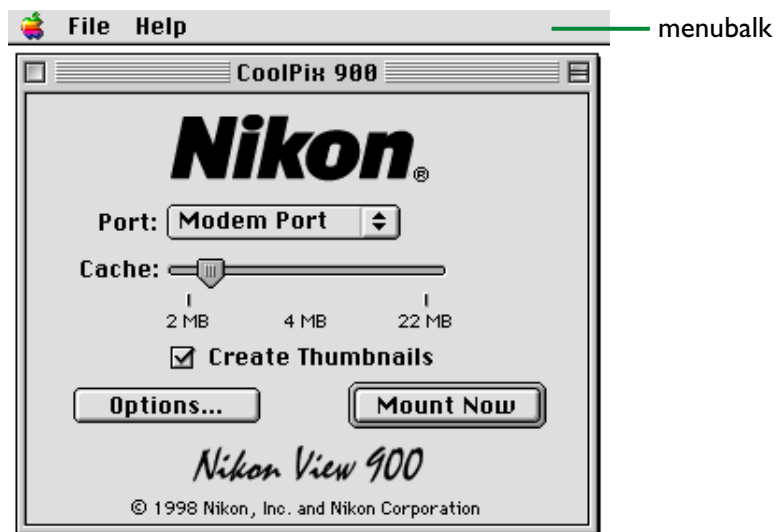 File Help
menubalk
CoolPix 900
Nikon®
Port: Modem Port
Cache:
2 MB 4 MB 22 MB
Create Thumbnails
Options... Mount Now
Nikon View 900
© 1998 Nikon, Inc. and Nikon Corporation